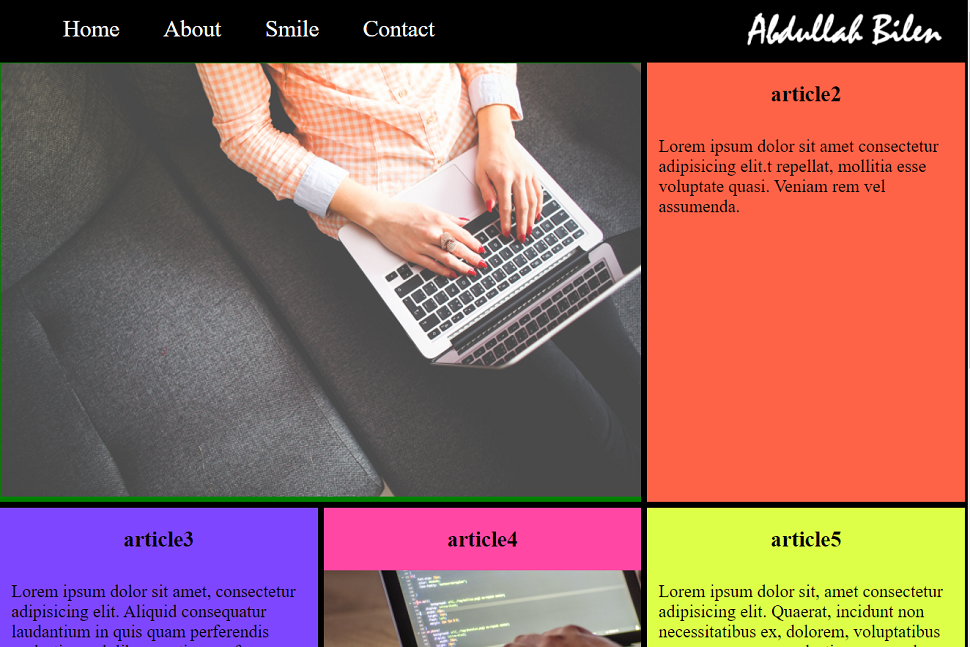 Home About Smile Contact Abdullah Bilen
article2
Lorem ipsum dolor sit amet consectetur
adipisicing elit.t repellat, mollitia esse
voluptate quasi. Veniam rem vel
assumenda.
article3
Lorem ipsum dolor sit amet, consectetur
adipisicing elit. Aliquid consequatur
laudantium in quis quam perferendis
article4
article5
Lorem ipsum dolor sit, amet consectetur
adipisicing elit. Quaerat, incidunt non
necessitatibus ex, dolorem, voluptatibus